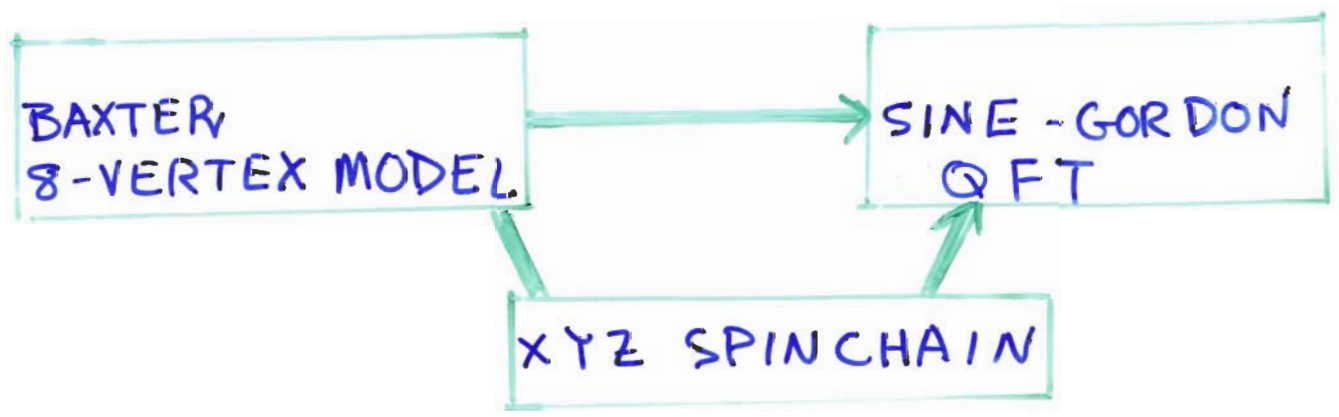 BAXTER
8-VERTEX MODEL
SINE-GORDON
QFT
XYZ SPINCHAIN